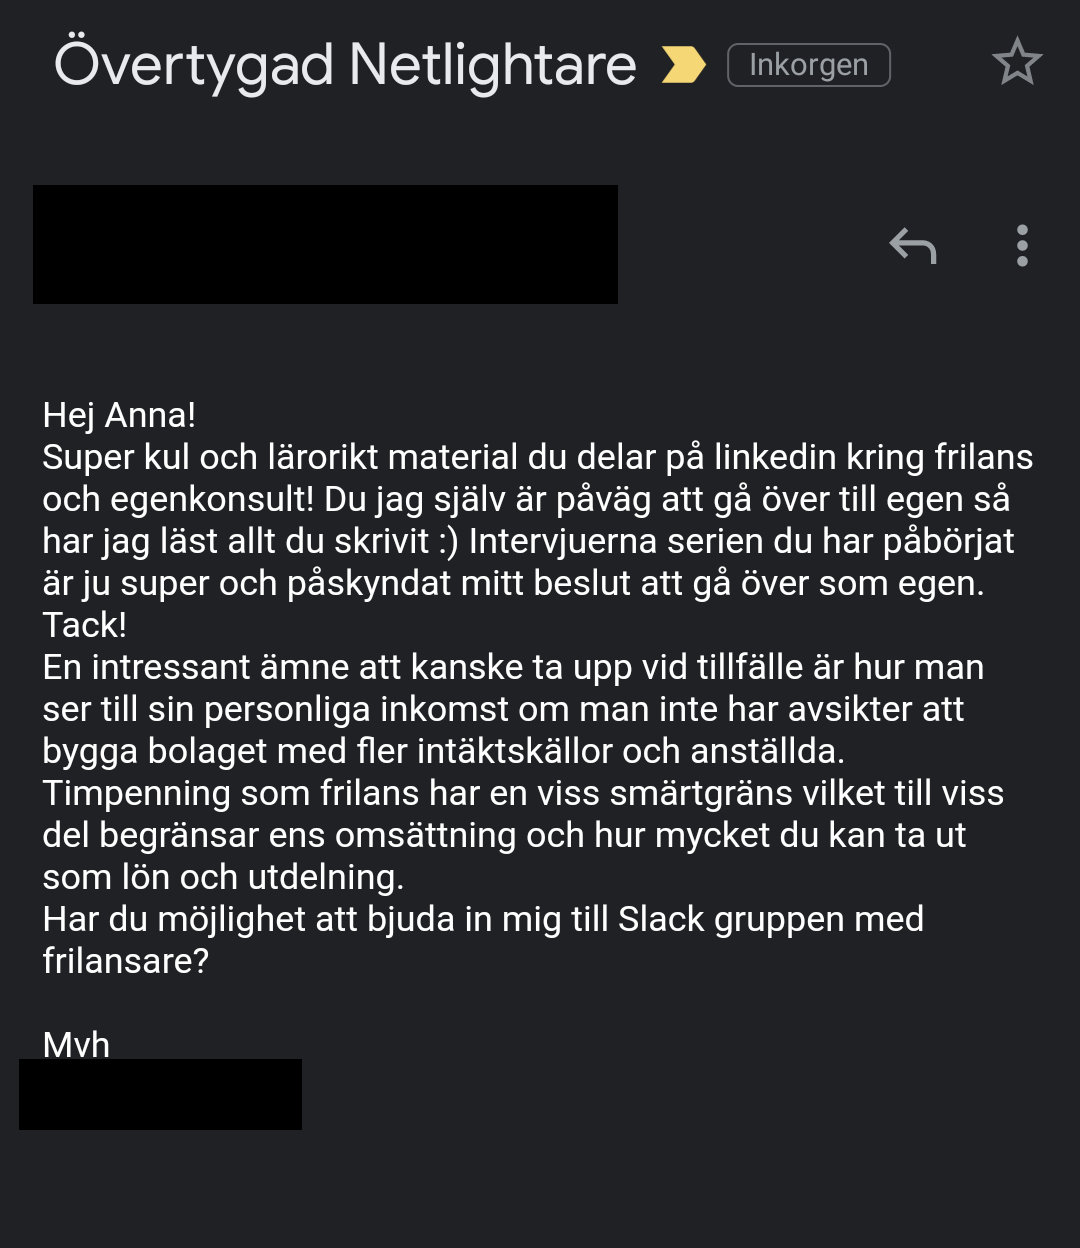 Övertygad Netlightare
Inkorgen
Hej Anna!
Super kul och lärorikt material du delar på linkedin kring frilans
och egenkonsult! Du jag själv är påväg att gå över till egen så
har jag läst allt du skrivit :) Intervjuerna serien du har påbörjat
är ju super och påskyndat mitt beslut att gå över som egen.
Tack!
En intressant ämne att kanske ta upp vid tillfälle är hur man
ser till sin personliga inkomst om man inte har avsikter att
bygga bolaget med fler intäktskällor och anställda.
Timpenning som frilans har en viss smärtgräns vilket till viss
del begränsar ens omsättning och hur mycket du kan ta ut
som lön och utdelning.
Har du möjlighet att bjuda in mig till Slack gruppen med
frilansare?
Mvh